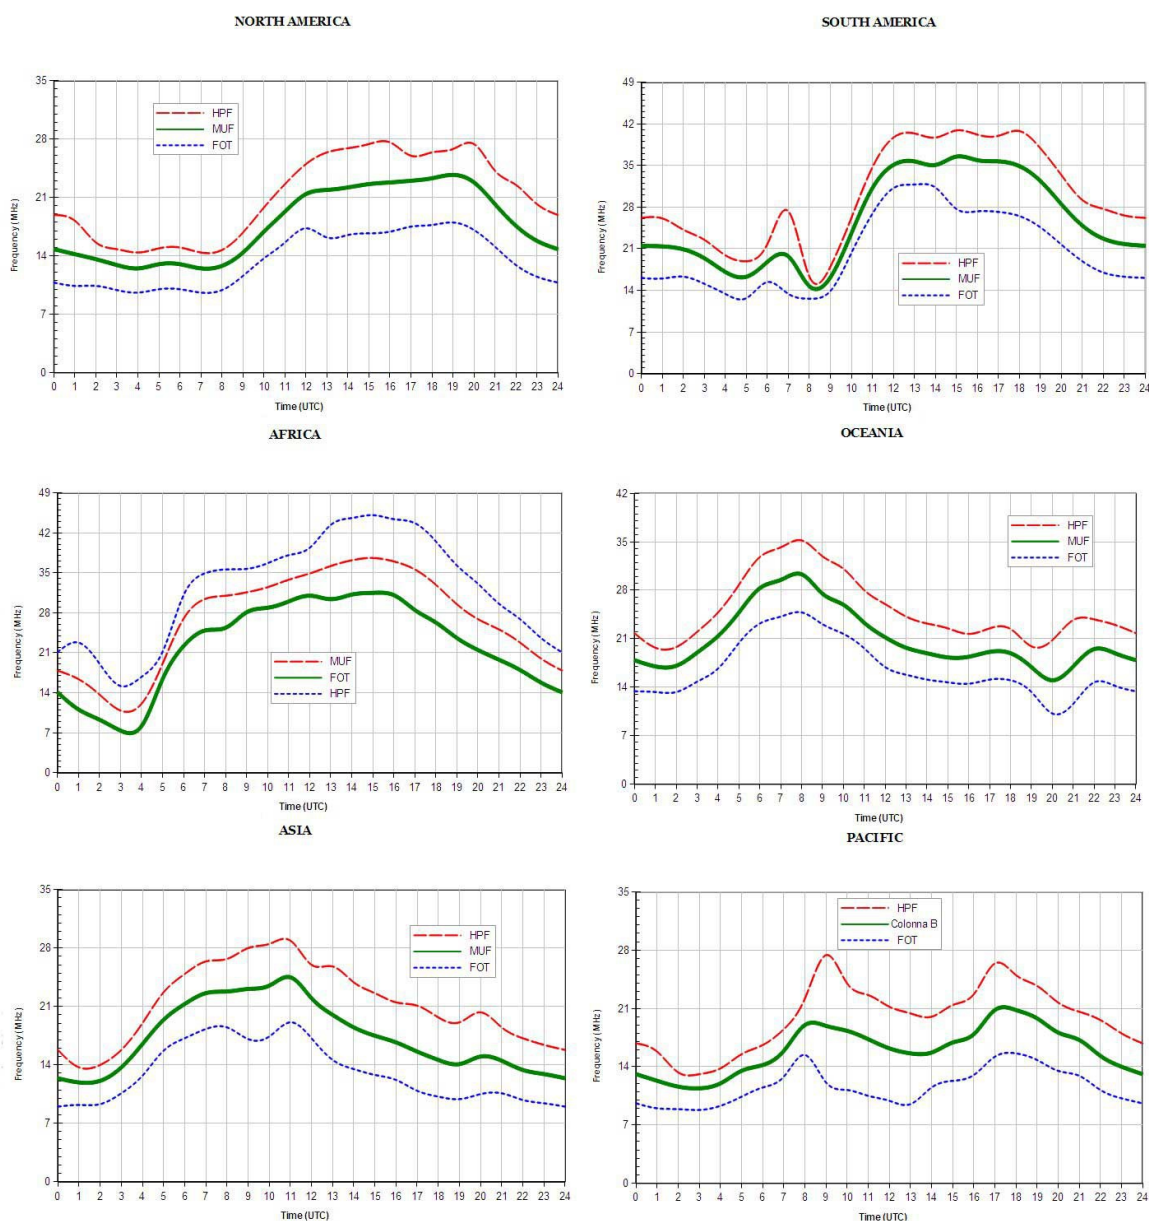 NORTH AMERICA
35
28
21
14
7
0
Frequency (MHz)
HPF
MUF
FOT
0 1 2 3 4 5 6 7 8 9 10 11 12 13 14 15 16 17 18 19 20 21 22 23 24
Time (UTC)
SOUTH AMERICA
49
42
35
28
21
14
7
0
Frequency (MHz)
HPF
MUF
FOT
0 1 2 3 4 5 6 7 8 9 10 11 12 13 14 15 16 17 18 19 20 21 22 23 24
Time (UTC)
AFRICA
49
42
35
28
21
14
7
0
Frequency (MHz)
MUF
FOT
HPF
0 1 2 3 4 5 6 7 8 9 10 11 12 13 14 15 16 17 18 19 20 21 22 23 24
Time (UTC)
OCEANIA
42
35
28
21
14
7
0
Frequency (MHz)
HPF
MUF
FOT
0 1 2 3 4 5 6 7 8 9 10 11 12 13 14 15 16 17 18 19 20 21 22 23 24
Time (UTC)
ASIA
35
28
21
14
7
0
Frequency (MHz)
HPF
MUF
FOT
0 1 2 3 4 5 6 7 8 9 10 11 12 13 14 15 16 17 18 19 20 21 22 23 24
Time (UTC)
PACIFIC
35
28
21
14
7
0
Frequency (MHz)
HPF
Colonna B
FOT
0 1 2 3 4 5 6 7 8 9 10 11 12 13 14 15 16 17 18 19 20 21 22 23 24
Time (UTC)